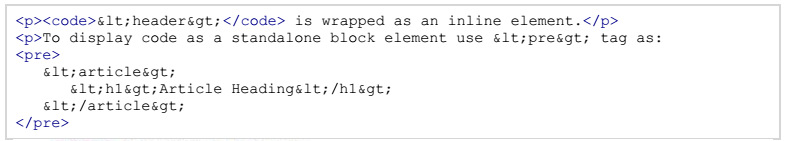 <p><code>&lt;header&gt;</code> is wrapped as an inline element.</p>
<p>To display code as a standalone block element use &lt;pre&gt; tag as:
<pre>
   &lt;article&gt;
      &lt;h1&gt;Article Heading&lt;/h1&gt;
   &lt;/article&gt;
</pre>